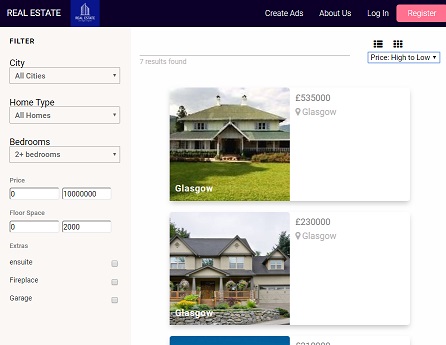 REAL ESTATE
REAL ESTATE
Create Ads
About Us
Log In
Register
FILTER
City
All Cities
Home Type
All Homes
Bedrooms
2+ bedrooms
Price
0
10000000
Floor Space
0
2000
Extras
ensuite
Fireplace
Garage
7 results found
Price: High to Low
£535000
Glasgow
Glasgow
£230000
Glasgow
Glasgow